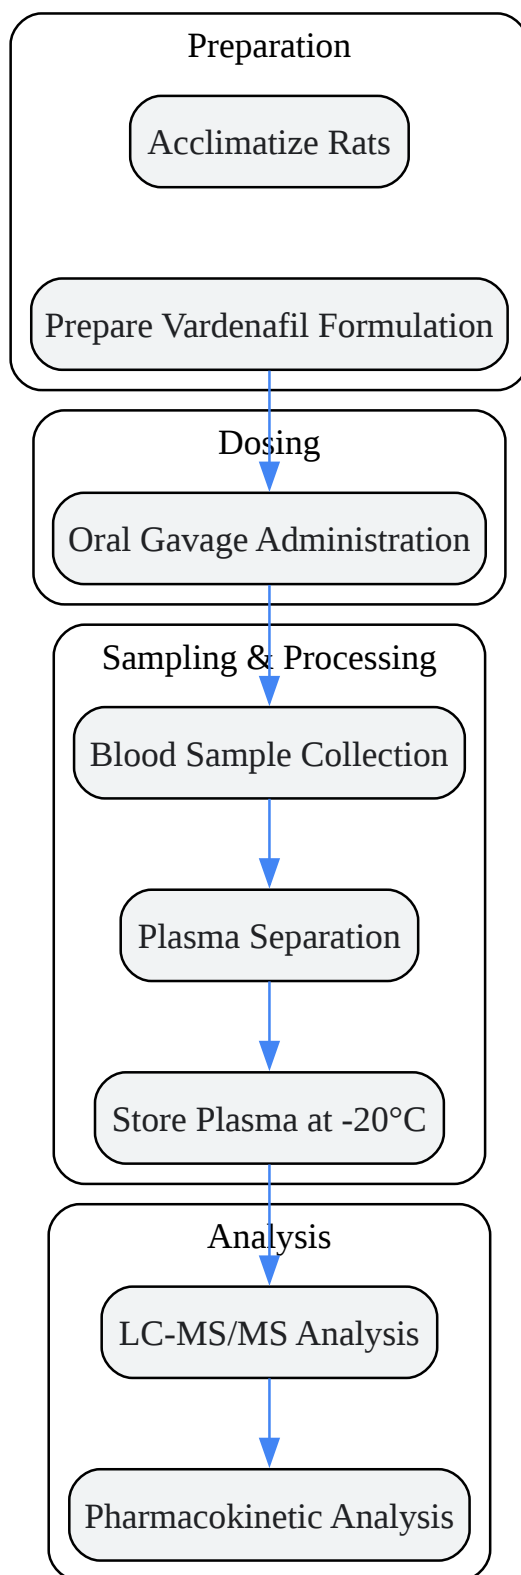 Preparation
Acclimatize Rats
Prepare Vardenafil Formulation
Dosing
Oral Gavage Administration
Sampling & Processing
Blood Sample Collection
Plasma Separation
Store Plasma at -20°C
Analysis
LC-MS/MS Analysis
Pharmacokinetic Analysis